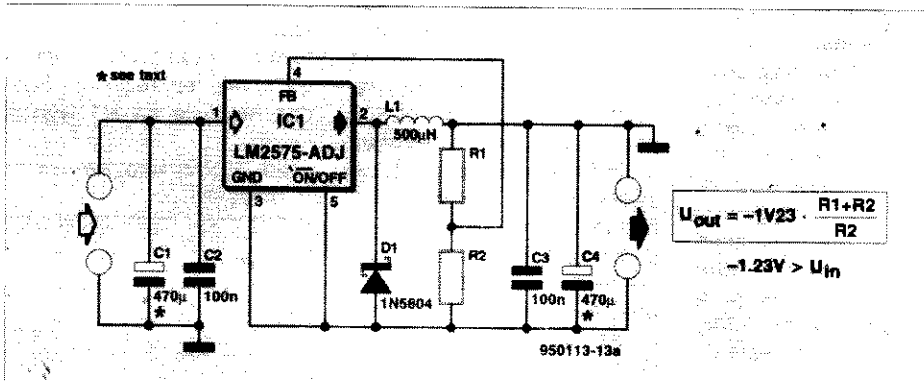 * see text
4
FB
1
IC1
2
L1
500µH
LM2575-ADJ
GND
ON/OFF
3
5
R1
R2
D1
1N5804
C1
470µ
*
C2
100n
C3
100n
C4
470µ
*
950113-13a
Uout = -1V23 · R1+R2
R2
-1.23V > Uin